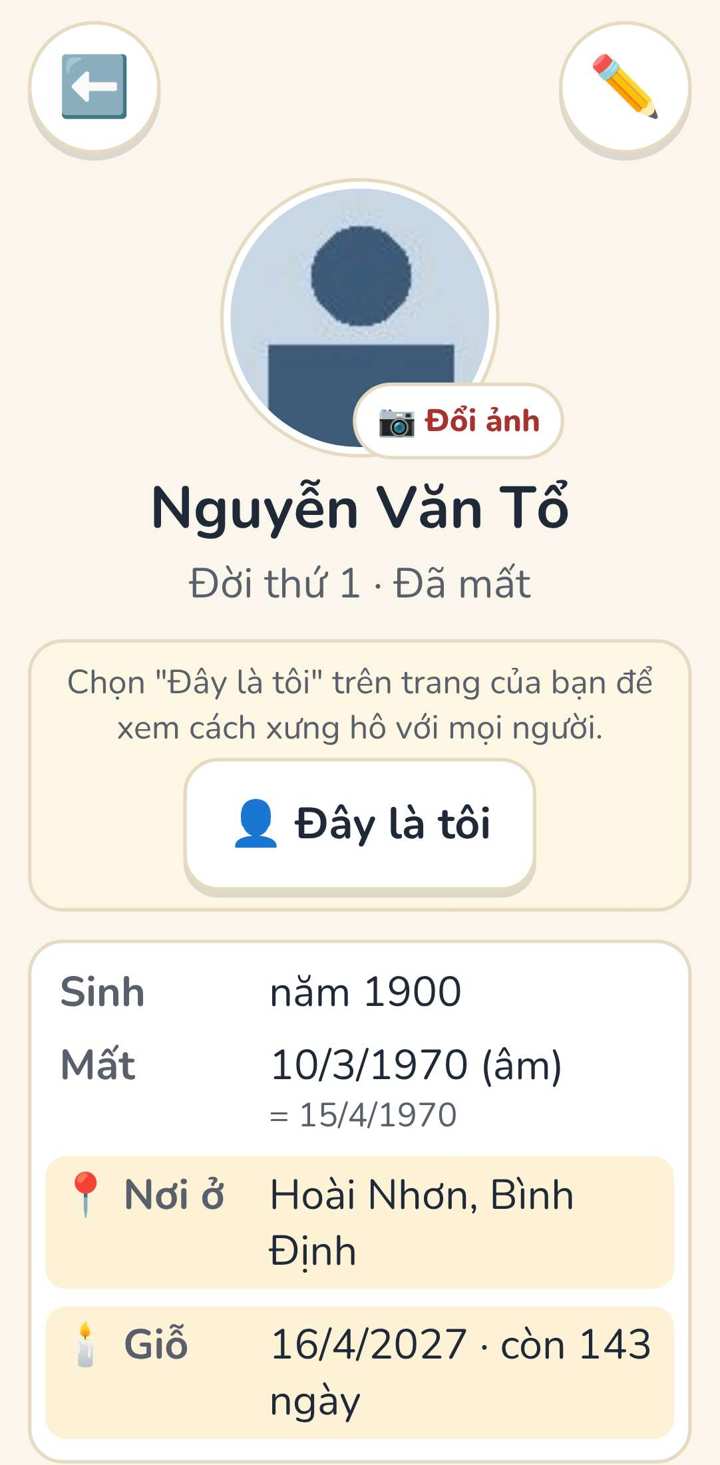 Đổi ảnh
Nguyễn Văn Tổ
Đời thứ 1 · Đã mất
Chọn "Đây là tôi" trên trang của bạn để
xem cách xưng hô với mọi người.
Đây là tôi
Sinh năm 1900
Mất 10/3/1970 (âm)
= 15/4/1970
Nơi ở Hoài Nhơn, Bình
Định
Giỗ 16/4/2027 · còn 143
ngày